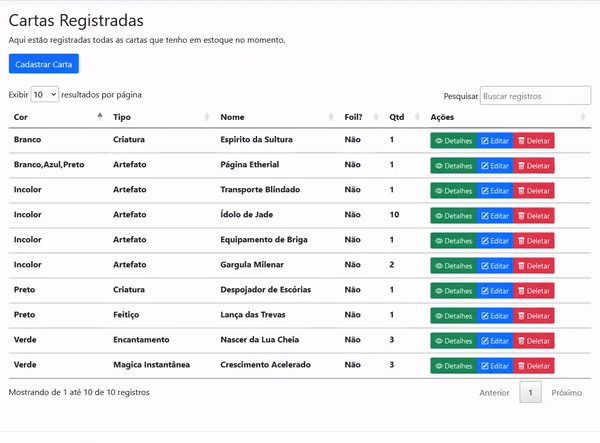 Cartas Registradas
Aqui estão registradas todas as cartas que tenho em estoque no momento.
Cadastrar Carta
Exibir 10 resultados por página Pesquisar Buscar registros
Cor Tipo Nome Foil? Qtd Ações
Branco Criatura Espirito da Sultura Não 1 Detalhes Editar Deletar
Branco,Azul,Preto Artefato Página Etherial Não 1 Detalhes Editar Deletar
Incolor Artefato Transporte Blindado Não 1 Detalhes Editar Deletar
Incolor Artefato Ídolo de Jade Não 10 Detalhes Editar Deletar
Incolor Artefato Equipamento de Briga Não 1 Detalhes Editar Deletar
Incolor Artefato Gargula Milenar Não 2 Detalhes Editar Deletar
Preto Criatura Despojador de Escórias Não 1 Detalhes Editar Deletar
Preto Feitiço Lança das Trevas Não 1 Detalhes Editar Deletar
Verde Encantamento Nascer da Lua Cheia Não 3 Detalhes Editar Deletar
Verde Magica Instantânea Crescimento Acelerado Não 3 Detalhes Editar Deletar
Mostrando de 1 até 10 de 10 registros Anterior 1 Próximo